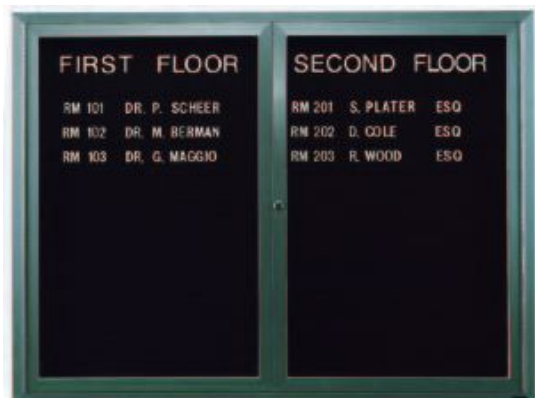 FIRST FLOOR
RM 101 DR. P. SCHEER
RM 102 DR. M. BERMAN
RM 103 DR. G. MAGGIO
SECOND FLOOR
RM 201 S. PLATER ESQ
RM 202 D. COLE ESQ
RM 203 R. WOOD ESQ